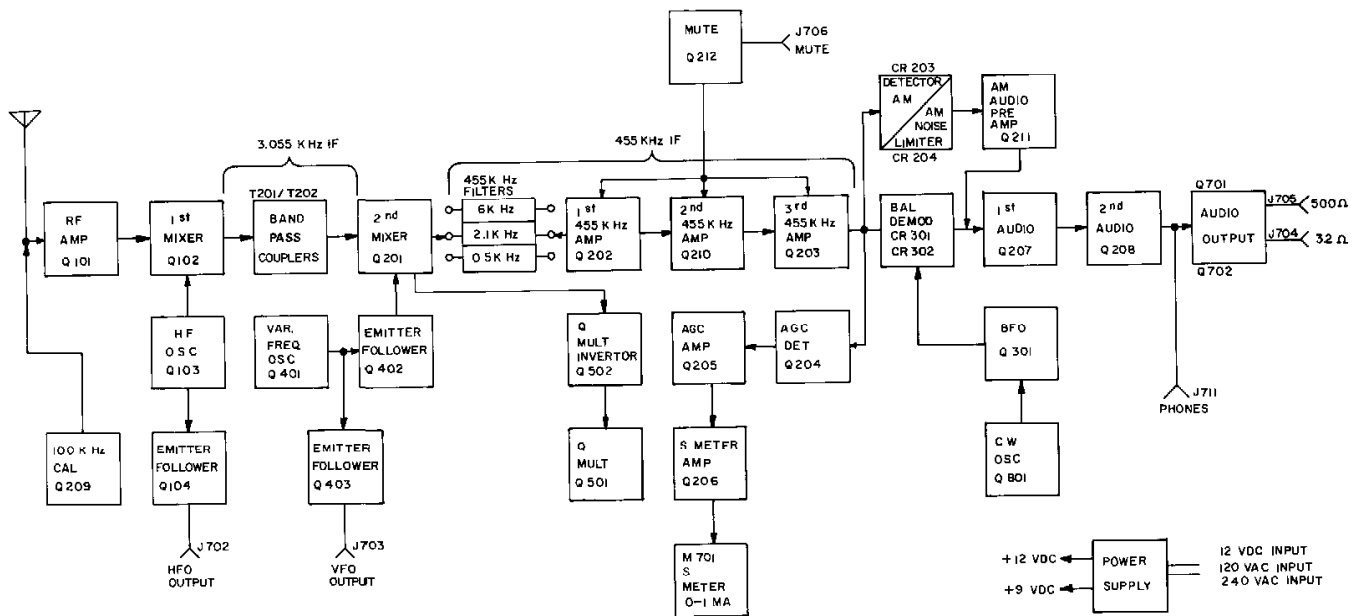 MUTE
Q212
J706
MUTE
CR 203
DETECTOR
AM
AM
NOISE
LIMITER
CR 204
AM
AUDIO
PRE
AMP
Q211
3.055 KHz IF
455 KHz IF
T201/T202
455K Hz
FILTERS
6K Hz
2.1K Hz
0.5K Hz
RF
AMP
Q101
1st
MIXER
Q102
BAND
PASS
COUPLERS
2nd
MIXER
Q201
1st
455 KHz
AMP
Q202
2nd
455 KHz
AMP
Q210
3rd
455 KHz
AMP
Q203
BAL
DEMOD
CR 301
CR 302
1st
AUDIO
Q207
2nd
AUDIO
Q208
Q701
AUDIO
OUTPUT
Q702
J705
500Ω
J704
32 Ω
HF
OSC
Q103
VAR.
FREQ
OSC
Q401
EMITTER
FOLLOWER
Q402
Q
MULT
INVERTOR
Q502
AGC
AMP
Q205
AGC
DET
Q204
BFO
Q301
J711
PHONES
100K Hz
CAL
Q209
EMITTER
FOLLOWER
Q104
EMITTER
FOLLOWER
Q403
Q
MULT
Q501
S METER
AMP
Q206
CW
OSC
Q801
J702
HFO
OUTPUT
J703
VFO
OUTPUT
M701
S
METER
0-1 MA
+12 VDC
+9 VDC
POWER
SUPPLY
12 VDC INPUT
120 VAC INPUT
240 VAC INPUT